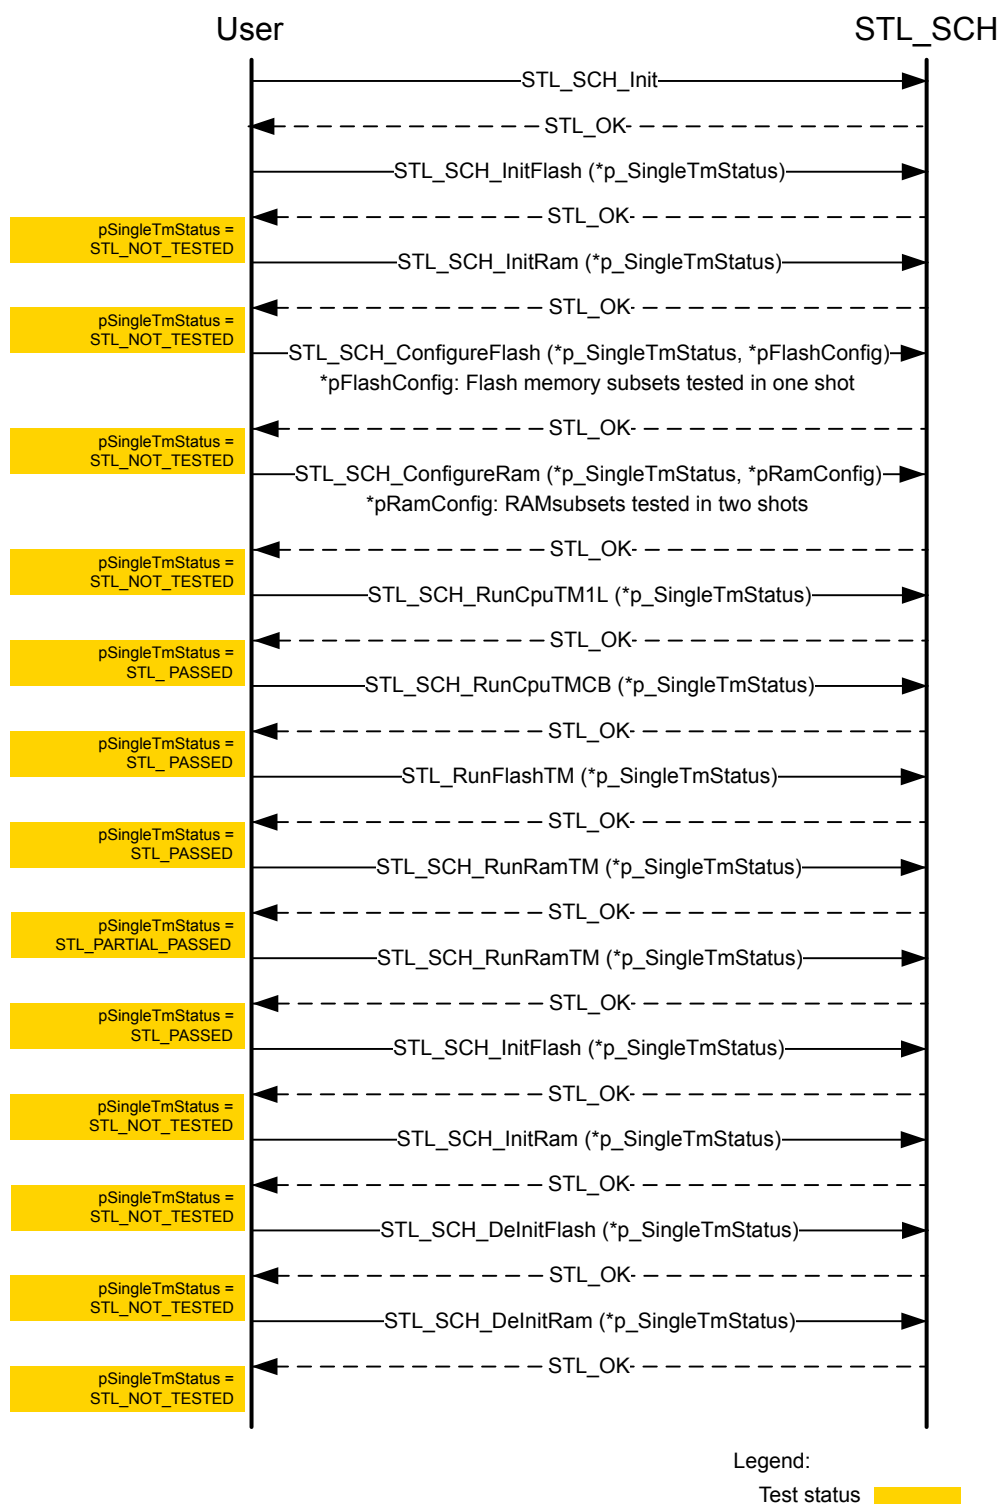 User
STL_SCH
STL_SCH_Init
STL_OK
STL_SCH_InitFlash (*p_SingleTmStatus)
STL_OK
pSingleTmStatus =
STL_NOT_TESTED
STL_SCH_InitRam (*p_SingleTmStatus)
STL_OK
pSingleTmStatus =
STL_NOT_TESTED
STL_SCH_ConfigureFlash (*p_SingleTmStatus, *pFlashConfig)
*pFlashConfig: Flash memory subsets tested in one shot
STL_OK
pSingleTmStatus =
STL_NOT_TESTED
STL_SCH_ConfigureRam (*p_SingleTmStatus, *pRamConfig)
*pRamConfig: RAMsubsets tested in two shots
STL_OK
pSingleTmStatus =
STL_NOT_TESTED
STL_SCH_RunCpuTM1L (*p_SingleTmStatus)
STL_OK
pSingleTmStatus =
STL_ PASSED
STL_SCH_RunCpuTMCB (*p_SingleTmStatus)
STL_OK
pSingleTmStatus =
STL_ PASSED
STL_RunFlashTM (*p_SingleTmStatus)
STL_OK
pSingleTmStatus =
STL_PASSED
STL_SCH_RunRamTM (*p_SingleTmStatus)
STL_OK
pSingleTmStatus =
STL_PARTIAL_PASSED
STL_SCH_RunRamTM (*p_SingleTmStatus)
STL_OK
pSingleTmStatus =
STL_PASSED
STL_SCH_InitFlash (*p_SingleTmStatus)
STL_OK
pSingleTmStatus =
STL_NOT_TESTED
STL_SCH_InitRam (*p_SingleTmStatus)
STL_OK
pSingleTmStatus =
STL_NOT_TESTED
STL_SCH_DeInitFlash (*p_SingleTmStatus)
STL_OK
pSingleTmStatus =
STL_NOT_TESTED
STL_SCH_DeInitRam (*p_SingleTmStatus)
STL_OK
pSingleTmStatus =
STL_NOT_TESTED
Legend:
Test status